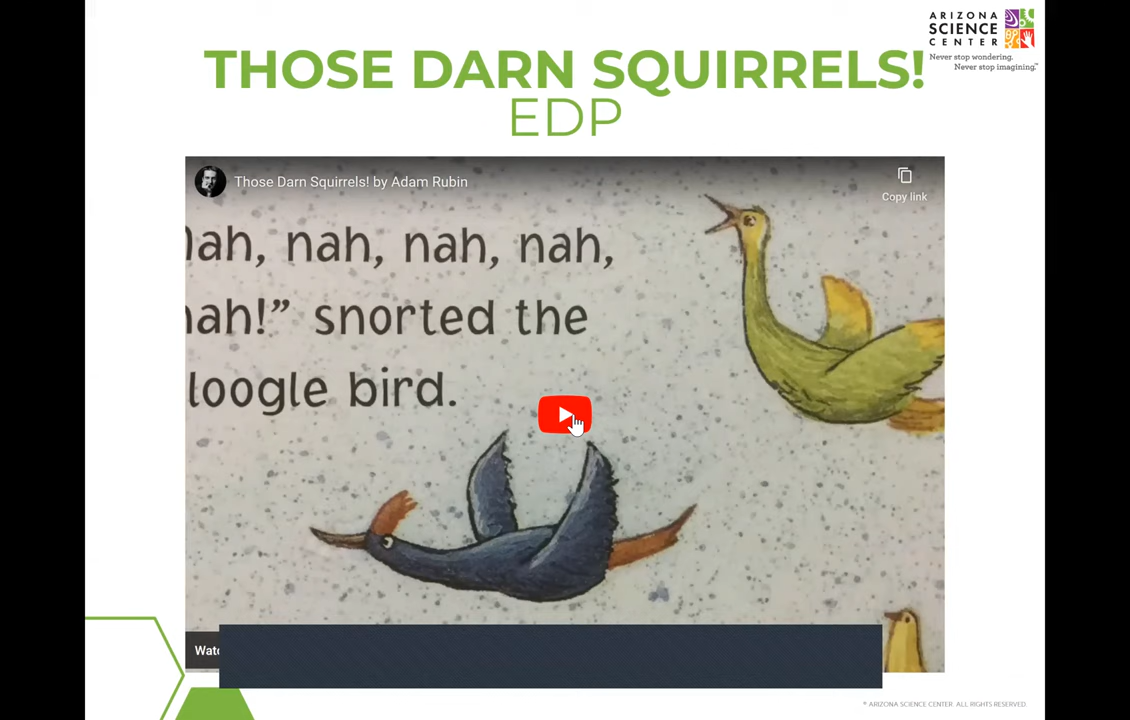 ARIZONA
SCIENCE
CENTER
Never stop wondering.
Never stop imagining.™
THOSE DARN SQUIRRELS!
EDP
Those Darn Squirrels! by Adam Rubin
Copy link
nah, nah, nah, nah,
nah!” snorted the
loogle bird.
© ARIZONA SCIENCE CENTER. ALL RIGHTS RESERVED.